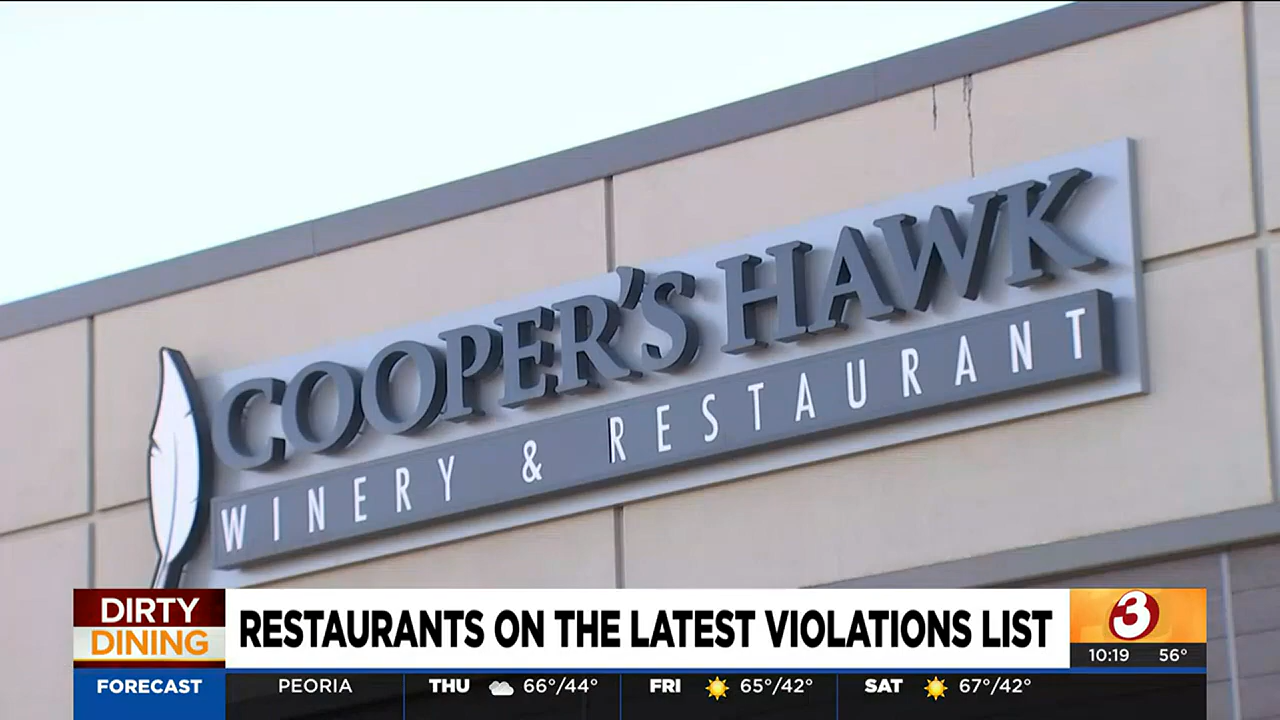 COOPER'S HAWK
WINERY & RESTAURANT
DIRTY
DINING
RESTAURANTS ON THE LATEST VIOLATIONS LIST
3
10:19 56°
FORECAST PEORIA THU 66°/44° FRI 65°/42° SAT 67°/42°